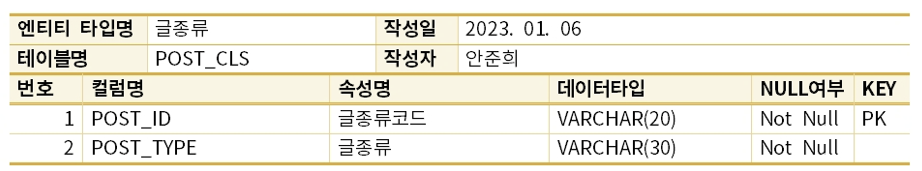 엔티티 타입명 글종류 작성일 2023. 01. 06
테이블명 POST_CLS 작성자 안준희
번호 컬럼명 속성명 데이터타입 NULL여부 KEY
1 POST_ID 글종류코드 VARCHAR(20) Not Null PK
2 POST_TYPE 글종류 VARCHAR(30) Not Null